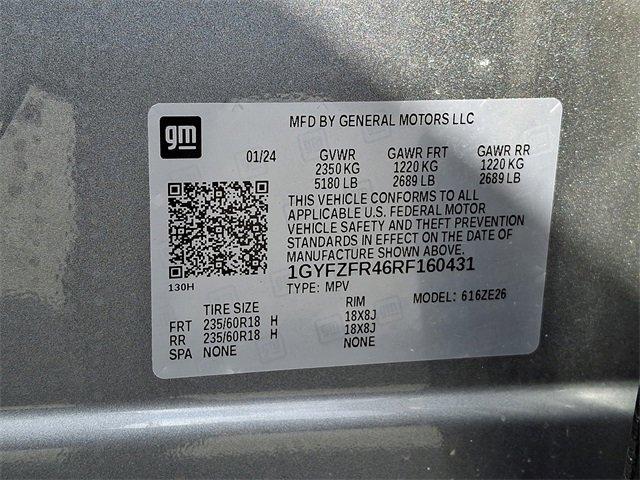 gm
MFD BY GENERAL MOTORS LLC
01/24 GVWR GAWR FRT GAWR RR
2350 KG 1220 KG 1220 KG
5180 LB 2689 LB 2689 LB
THIS VEHICLE CONFORMS TO ALL
APPLICABLE U.S. FEDERAL MOTOR
VEHICLE SAFETY AND THEFT PREVENTION
STANDARDS IN EFFECT ON THE DATE OF
MANUFACTURE SHOWN ABOVE.
130H
1GYFZFR46RF160431
TYPE: MPV
MODEL: 616ZE26
TIRE SIZE RIM
FRT 235/60R18 H 18X8J
RR 235/60R18 H 18X8J
SPA NONE NONE